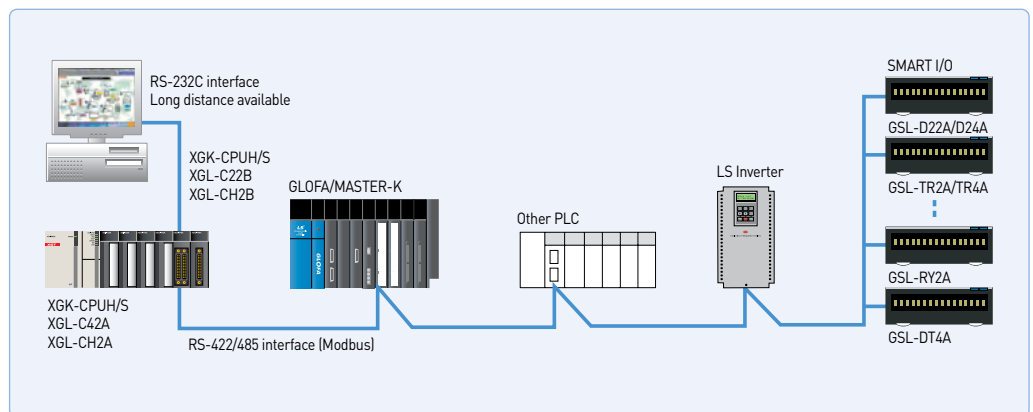 RS-232C interface
Long distance available
XGK-CPUH/S
XGL-C22B
XGL-CH2B
XGK-CPUH/S
XGL-C42A
XGL-CH2A
RS-422/485 interface (Modbus)
GLOFA/MASTER-K
GLOFA
Other PLC
LS Inverter
SMART I/O
GSL-D22A/D24A
GSL-TR2A/TR4A
GSL-RY2A
GSL-DT4A